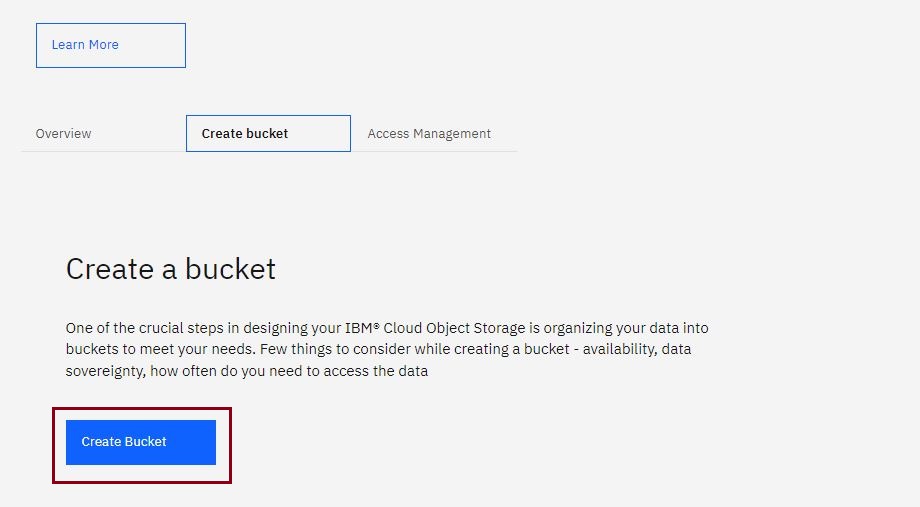 Learn More
Overview Create bucket Access Management
Create a bucket
One of the crucial steps in designing your IBM® Cloud Object Storage is organizing your data into
buckets to meet your needs. Few things to consider while creating a bucket - availability, data
sovereignty, how often do you need to access the data
Create Bucket